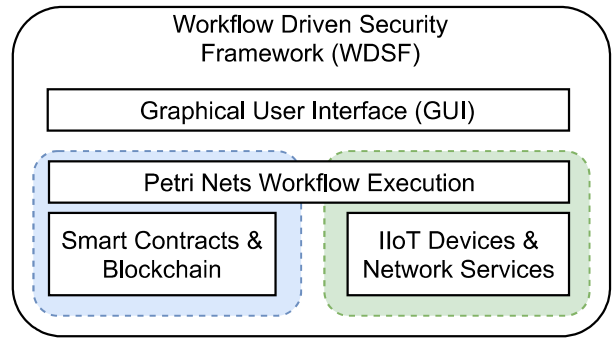 Workflow Driven Security
Framework (WDSF)
Graphical User Interface (GUI)
Petri Nets Workflow Execution
Smart Contracts &
Blockchain
IIoT Devices &
Network Services